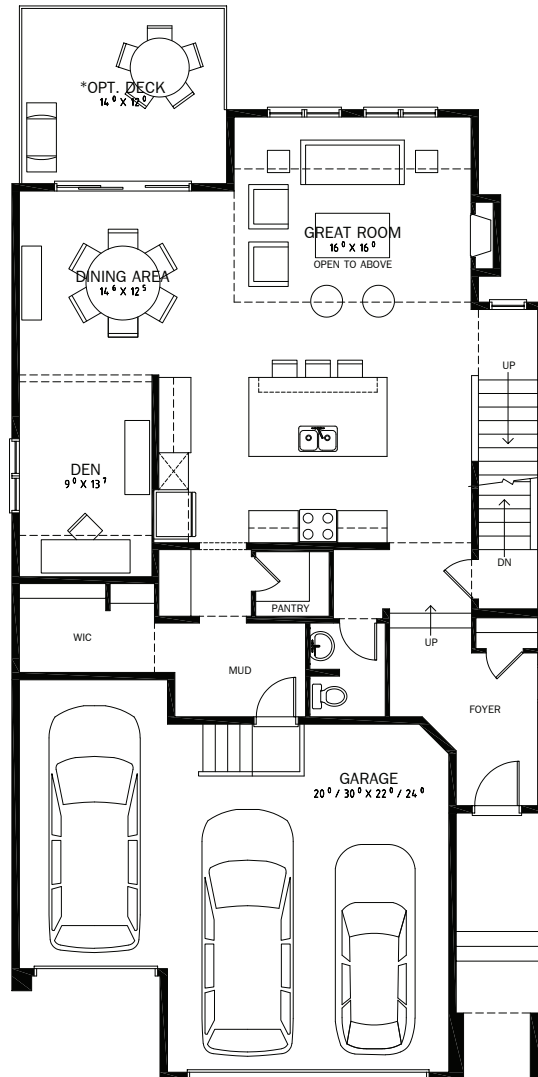 *OPT. DECK
14⁰ X 12⁰
GREAT ROOM
16⁰ X 16⁰
OPEN TO ABOVE
DINING AREA
14⁶ X 12⁵
UP
DEN
9⁰ X 13⁷
DN
PANTRY
WIC
UP
MUD
FOYER
GARAGE
20⁰ / 30⁰ X 22⁰ / 24⁰